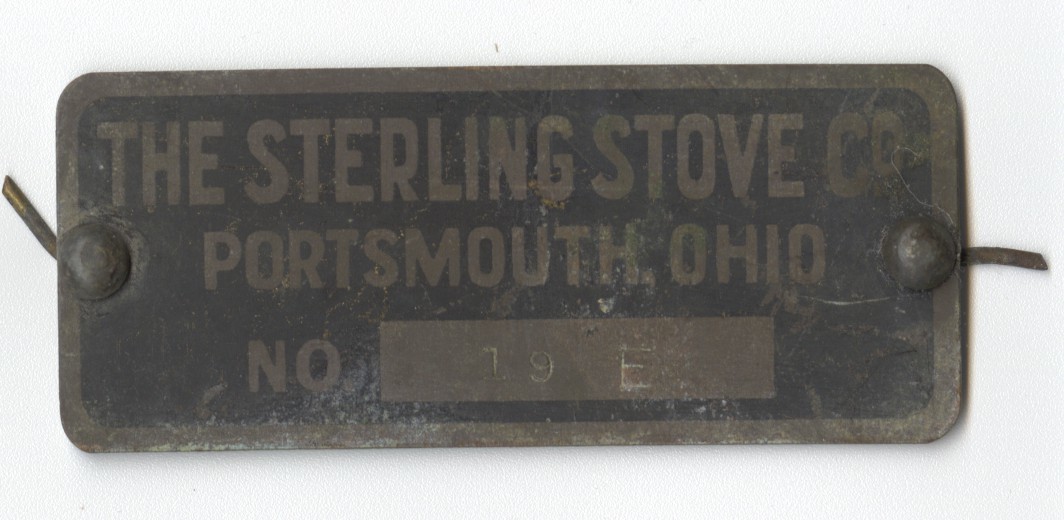 THE STERLING STOVE CO.
PORTSMOUTH, OHIO
NO 19 E